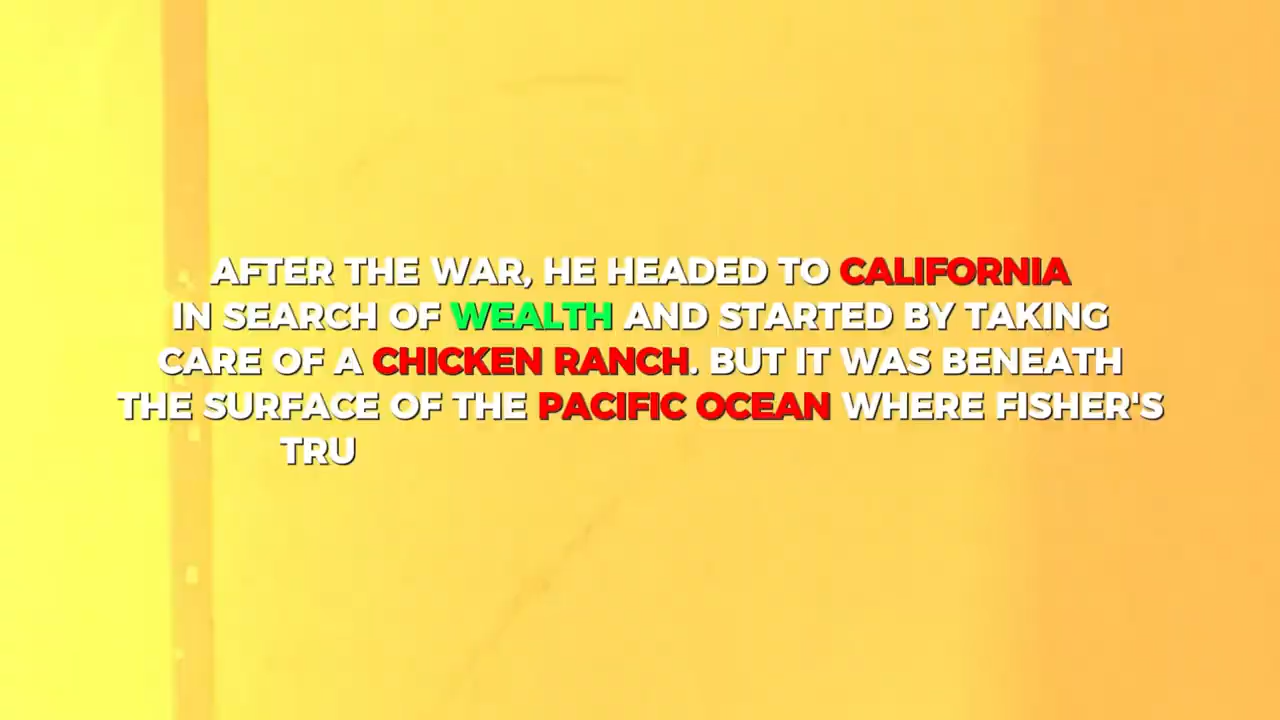 AFTER THE WAR, HE HEADED TO CALIFORNIA
IN SEARCH OF WEALTH AND STARTED BY TAKING
CARE OF A CHICKEN RANCH. BUT IT WAS BENEATH
THE SURFACE OF THE PACIFIC OCEAN WHERE FISHER'S
TRU